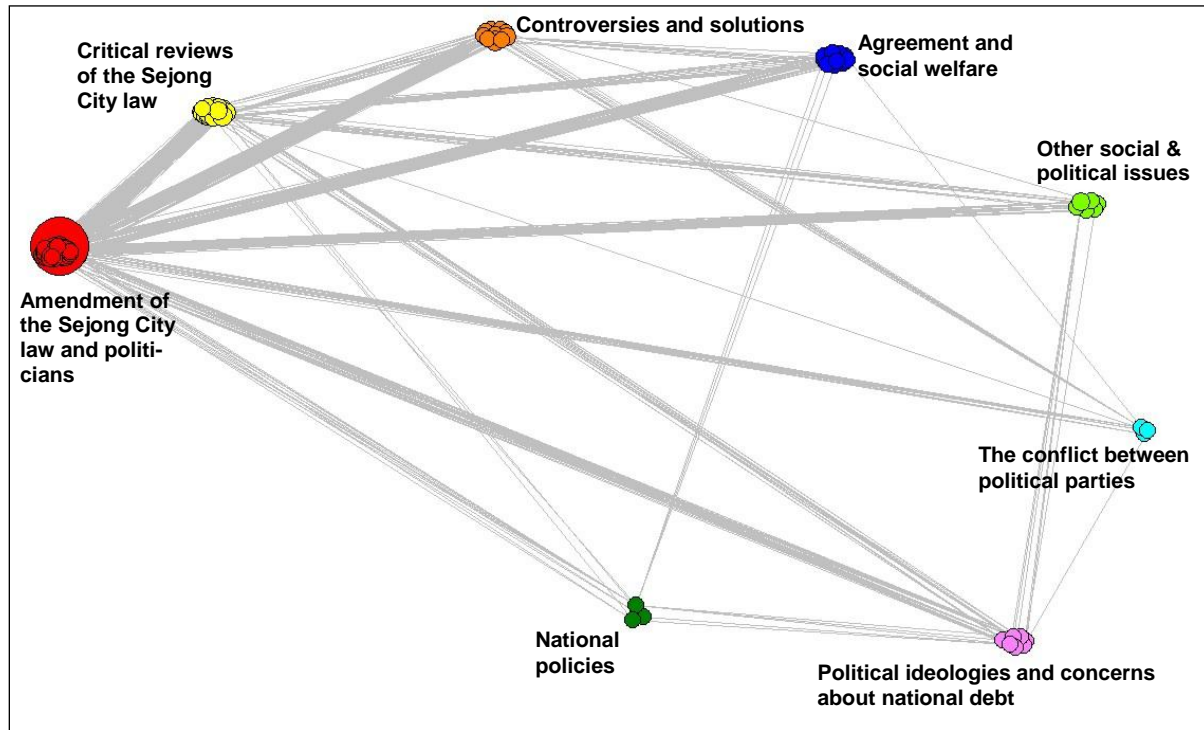 Controversies and solutions
Critical reviews
of the Sejong
City law
Agreement and
social welfare
Other social &
political issues
Amendment of
the Sejong City
law and politi-
cians
The conflict between
political parties
National
policies
Political ideologies and concerns
about national debt